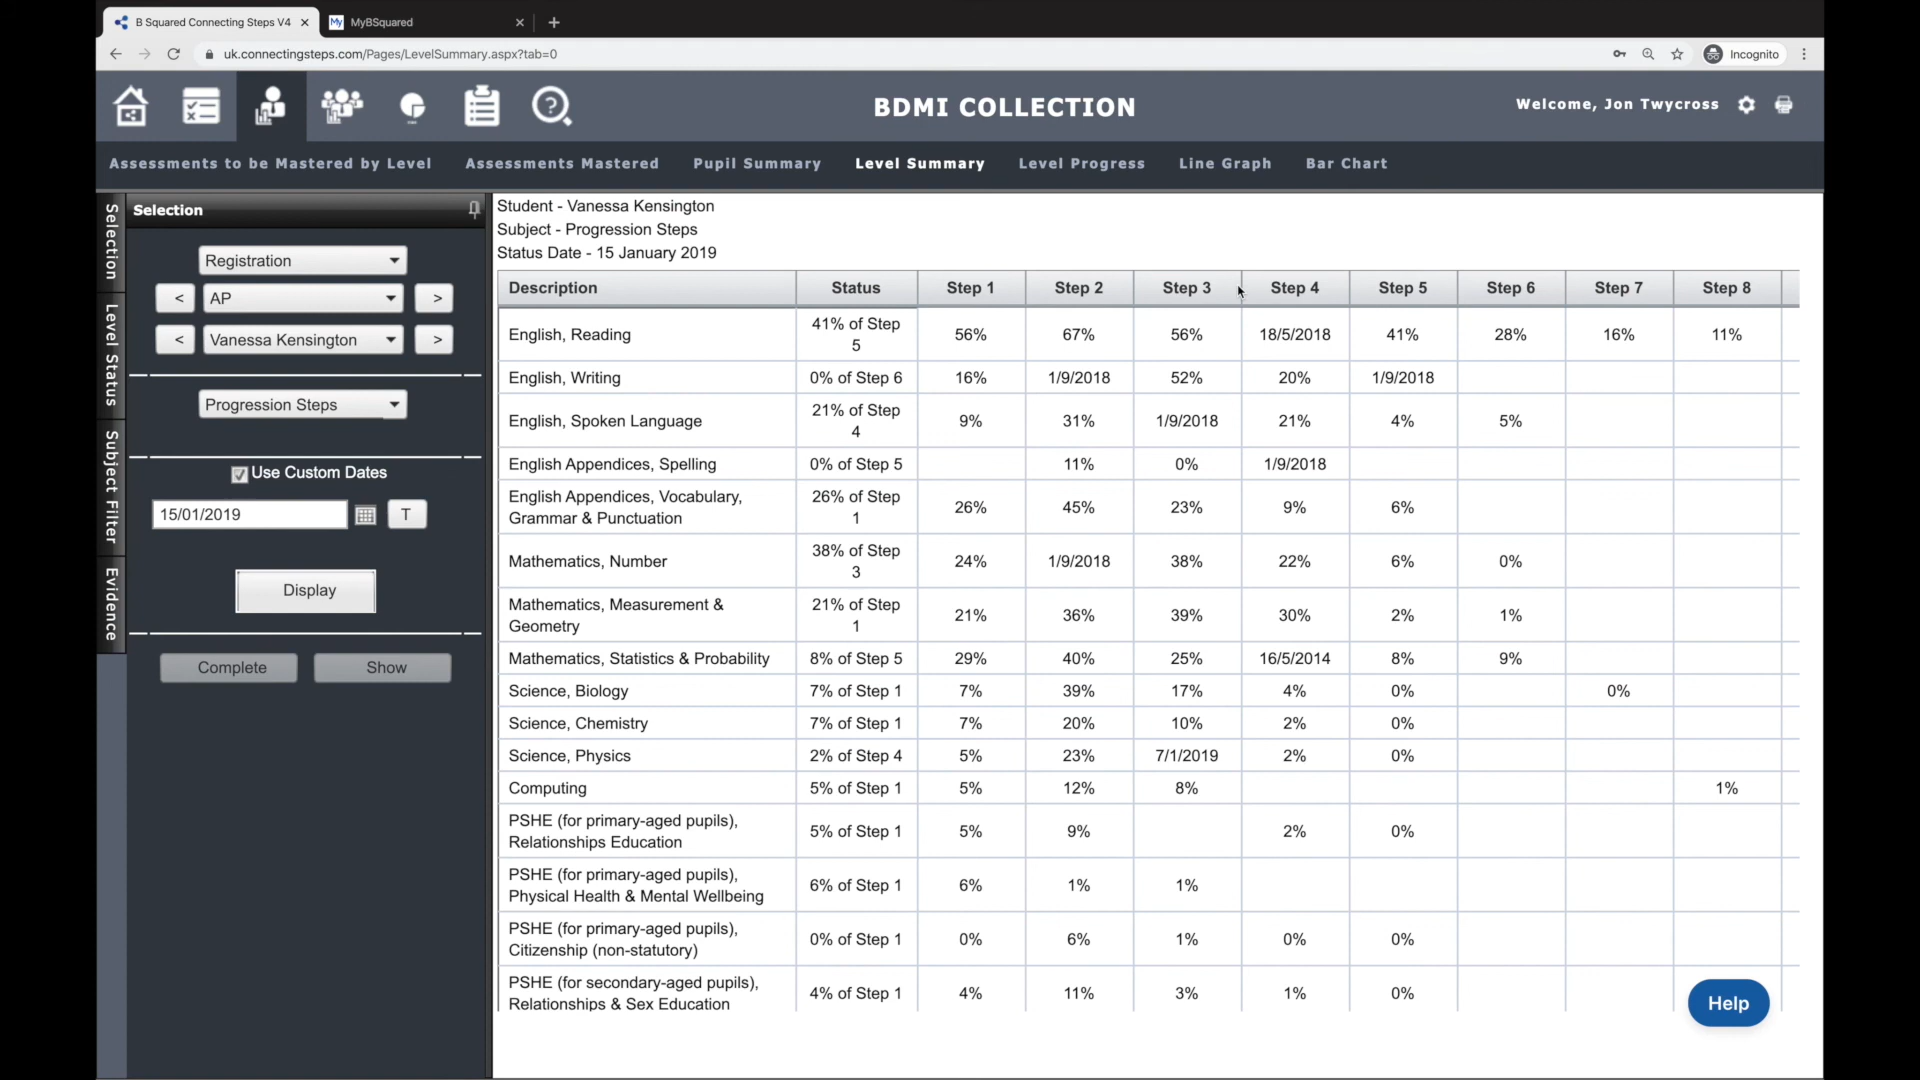 B Squared Connecting Steps V4
MyBSquared
uk.connectingsteps.com/Pages/LevelSummary.aspx?tab=0
Incognito
BDMI COLLECTION
Welcome, Jon Twycross
Assessments to be Mastered by Level
Assessments Mastered
Pupil Summary
Level Summary
Level Progress
Line Graph
Bar Chart
Selection
Level Status
Subject Filter
Evidence
Selection
Registration
< AP >
< Vanessa Kensington >
Progression Steps
Use Custom Dates
15/01/2019 T
Display
Complete Show
Student - Vanessa Kensington
Subject - Progression Steps
Status Date - 15 January 2019
Description Status Step 1 Step 2 Step 3 Step 4 Step 5 Step 6 Step 7 Step 8
English, Reading 41% of Step 5 56% 67% 56% 18/5/2018 41% 28% 16% 11%
English, Writing 0% of Step 6 16% 1/9/2018 52% 20% 1/9/2018
English, Spoken Language 21% of Step 4 9% 31% 1/9/2018 21% 4% 5%
English Appendices, Spelling 0% of Step 5 11% 0% 1/9/2018
English Appendices, Vocabulary, Grammar & Punctuation 26% of Step 1 26% 45% 23% 9% 6%
Mathematics, Number 38% of Step 3 24% 1/9/2018 38% 22% 6% 0%
Mathematics, Measurement & Geometry 21% of Step 1 21% 36% 39% 30% 2% 1%
Mathematics, Statistics & Probability 8% of Step 5 29% 40% 25% 16/5/2014 8% 9%
Science, Biology 7% of Step 1 7% 39% 17% 4% 0% 0%
Science, Chemistry 7% of Step 1 7% 20% 10% 2% 0%
Science, Physics 2% of Step 4 5% 23% 7/1/2019 2% 0%
Computing 5% of Step 1 5% 12% 8% 1%
PSHE (for primary-aged pupils), Relationships Education 5% of Step 1 5% 9% 2% 0%
PSHE (for primary-aged pupils), Physical Health & Mental Wellbeing 6% of Step 1 6% 1% 1%
PSHE (for primary-aged pupils), Citizenship (non-statutory) 0% of Step 1 0% 6% 1% 0% 0%
PSHE (for secondary-aged pupils), Relationships & Sex Education 4% of Step 1 4% 11% 3% 1% 0%
Help